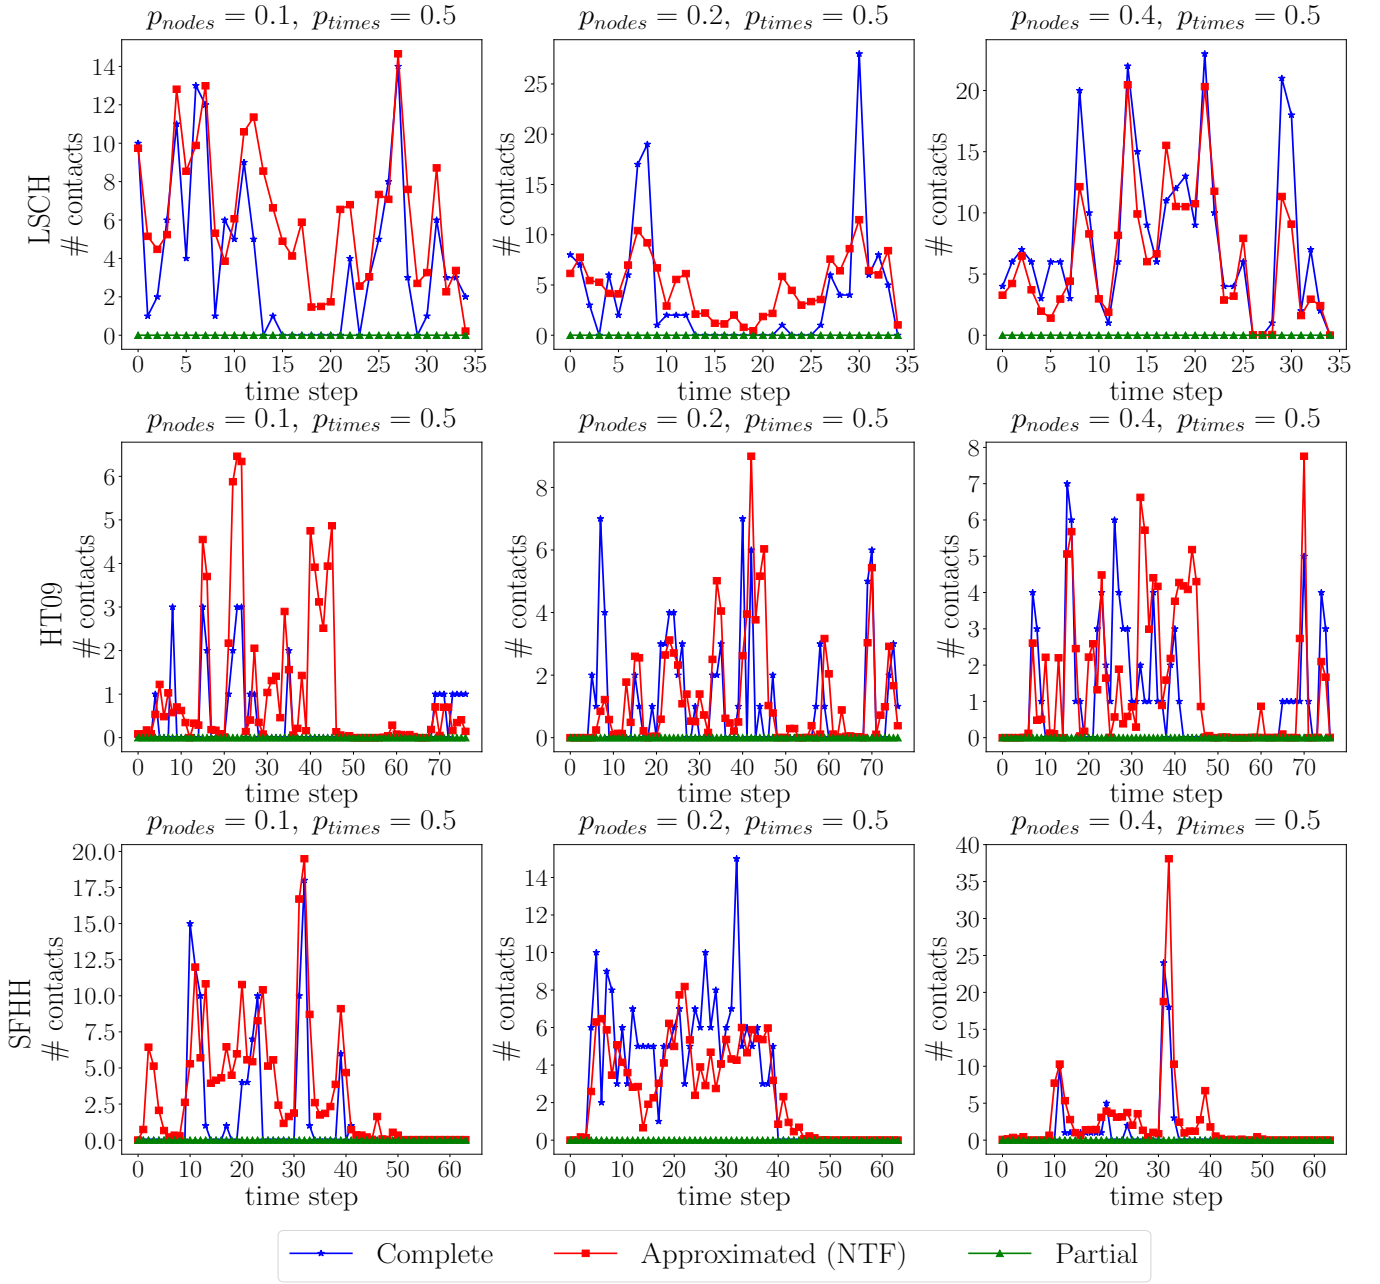 p_nodes = 0.1, p_times = 0.5
p_nodes = 0.2, p_times = 0.5
p_nodes = 0.4, p_times = 0.5
LSCH
# contacts
0 2 4 6 8 10 12 14
0 5 10 15 20 25 30 35
time step
# contacts
0 5 10 15 20 25
0 5 10 15 20 25 30 35
time step
# contacts
0 5 10 15 20
0 5 10 15 20 25 30 35
time step
p_nodes = 0.1, p_times = 0.5
p_nodes = 0.2, p_times = 0.5
p_nodes = 0.4, p_times = 0.5
HT09
# contacts
0 1 2 3 4 5 6
0 10 20 30 40 50 60 70
time step
# contacts
0 2 4 6 8
0 10 20 30 40 50 60 70
time step
# contacts
0 1 2 3 4 5 6 7 8
0 10 20 30 40 50 60 70
time step
p_nodes = 0.1, p_times = 0.5
p_nodes = 0.2, p_times = 0.5
p_nodes = 0.4, p_times = 0.5
SFHH
# contacts
0.0 2.5 5.0 7.5 10.0 12.5 15.0 17.5 20.0
0 10 20 30 40 50 60
time step
# contacts
0 2 4 6 8 10 12 14
0 10 20 30 40 50 60
time step
# contacts
0 5 10 15 20 25 30 35 40
0 10 20 30 40 50 60
time step
Complete
Approximated (NTF)
Partial